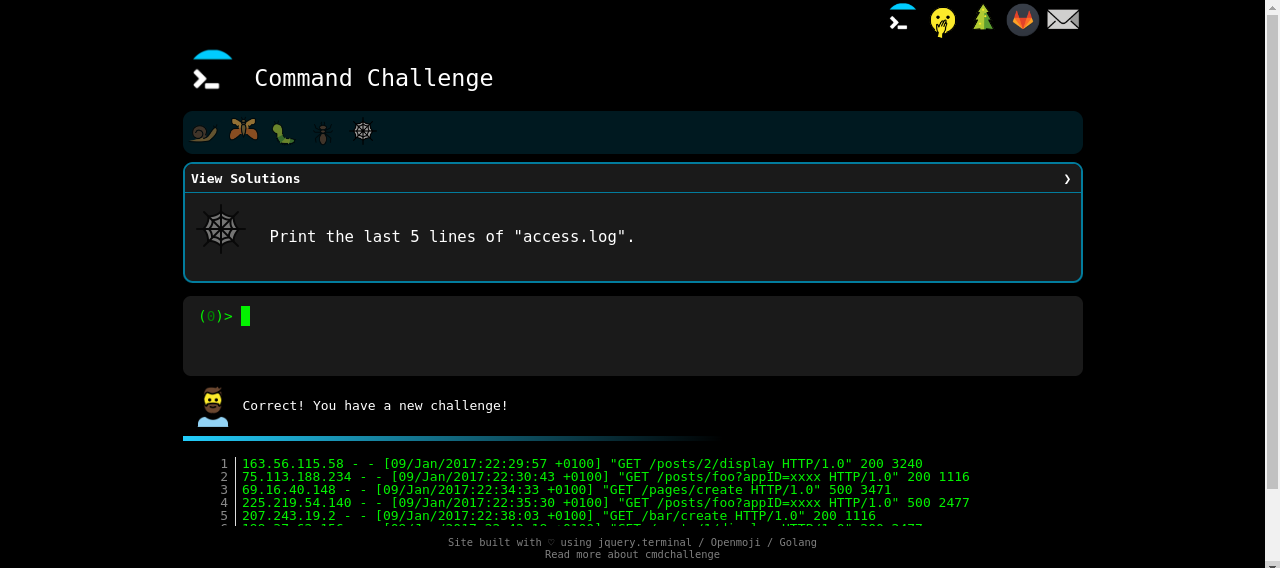 Command Challenge
View Solutions ❯
Print the last 5 lines of "access.log".
(0)>
Correct! You have a new challenge!
1 163.56.115.58 - - [09/Jan/2017:22:29:57 +0100] "GET /posts/2/display HTTP/1.0" 200 3240
2 75.113.188.234 - - [09/Jan/2017:22:30:43 +0100] "GET /posts/foo?appID=xxxx HTTP/1.0" 200 1116
3 69.16.40.148 - - [09/Jan/2017:22:34:33 +0100] "GET /pages/create HTTP/1.0" 500 3471
4 225.219.54.140 - - [09/Jan/2017:22:35:30 +0100] "GET /posts/foo?appID=xxxx HTTP/1.0" 500 2477
5 207.243.19.2 - - [09/Jan/2017:22:38:03 +0100] "GET /bar/create HTTP/1.0" 200 1116
Site built with ♡ using jquery.terminal / Openmoji / Golang
Read more about cmdchallenge